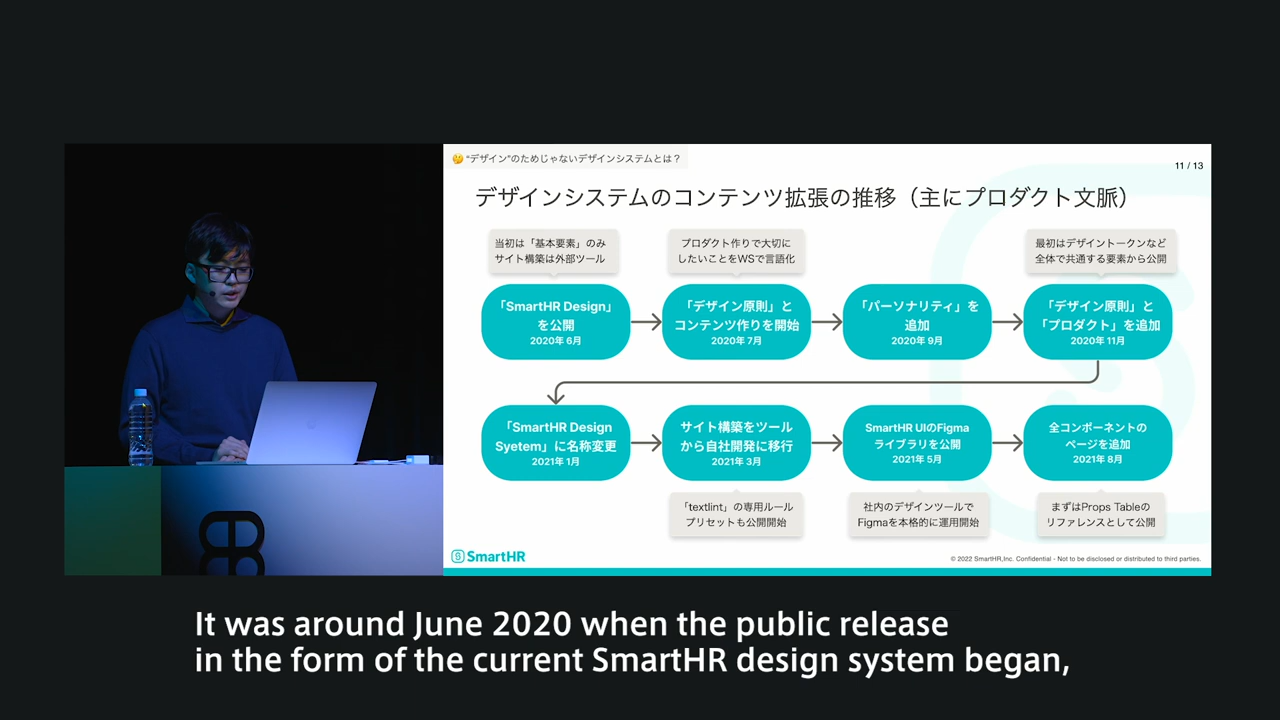 🤔 “デザイン”のためじゃないデザインシステムとは？
11 / 13
デザインシステムのコンテンツ拡張の推移（主にプロダクト文脈）
当初は「基本要素」のみ
サイト構築は外部ツール
プロダクト作りで大切に
したいことをWSで言語化
最初はデザイントークンなど
全体で共通する要素から公開
「SmartHR Design」
を公開
2020年 6月
「デザイン原則」と
コンテンツ作りを開始
2020年 7月
「パーソナリティ」を
追加
2020年 9月
「デザイン原則」と
「プロダクト」を追加
2020年 11月
「SmartHR Design
Syetem」に名称変更
2021年 1月
サイト構築をツール
から自社開発に移行
2021年 3月
SmartHR UIのFigma
ライブラリを公開
2021年 5月
全コンポーネントの
ページを追加
2021年 8月
「textlint」の専用ルール
プリセットも公開開始
社内のデザインツールで
Figmaを本格的に運用開始
まずはProps Tableの
リファレンスとして公開
SmartHR
© 2022 SmartHR,Inc. Confidential - Not to be disclosed or distributed to third parties.
It was around June 2020 when the public release
in the form of the current SmartHR design system began,